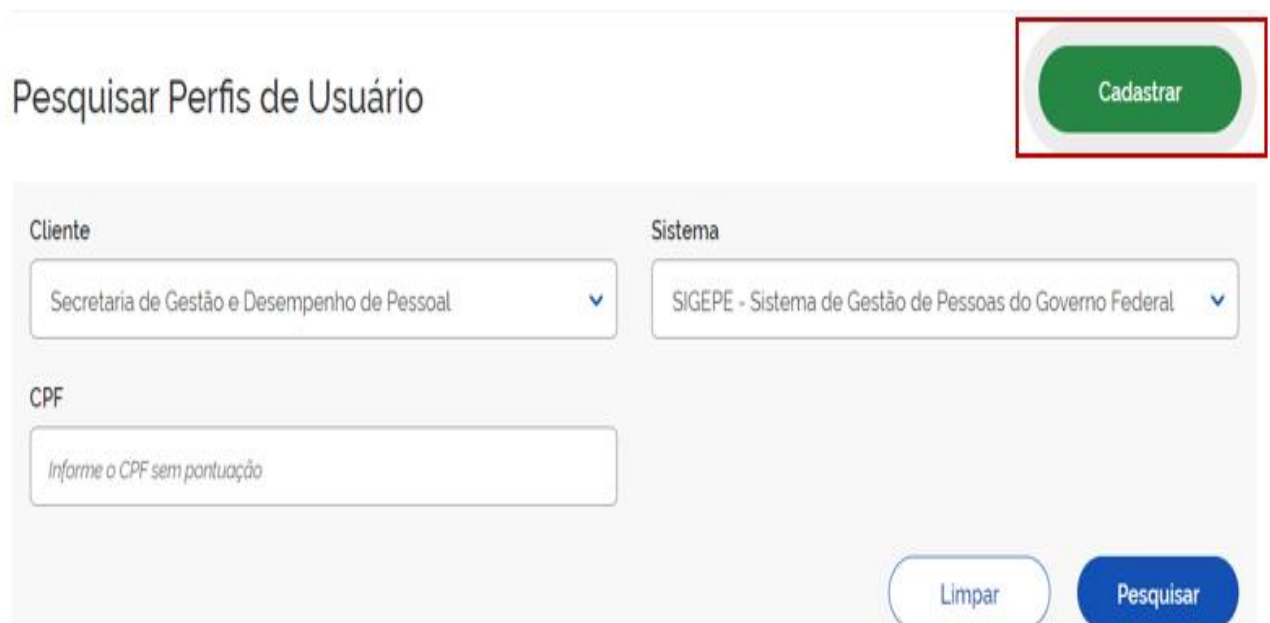 Pesquisar Perfis de Usuário
Cadastrar
Cliente
Sistema
Secretaria de Gestão e Desempenho de Pessoal
SIGEPE - Sistema de Gestão de Pessoas do Governo Federal
CPF
Informe o CPF sem pontuação
Limpar
Pesquisar